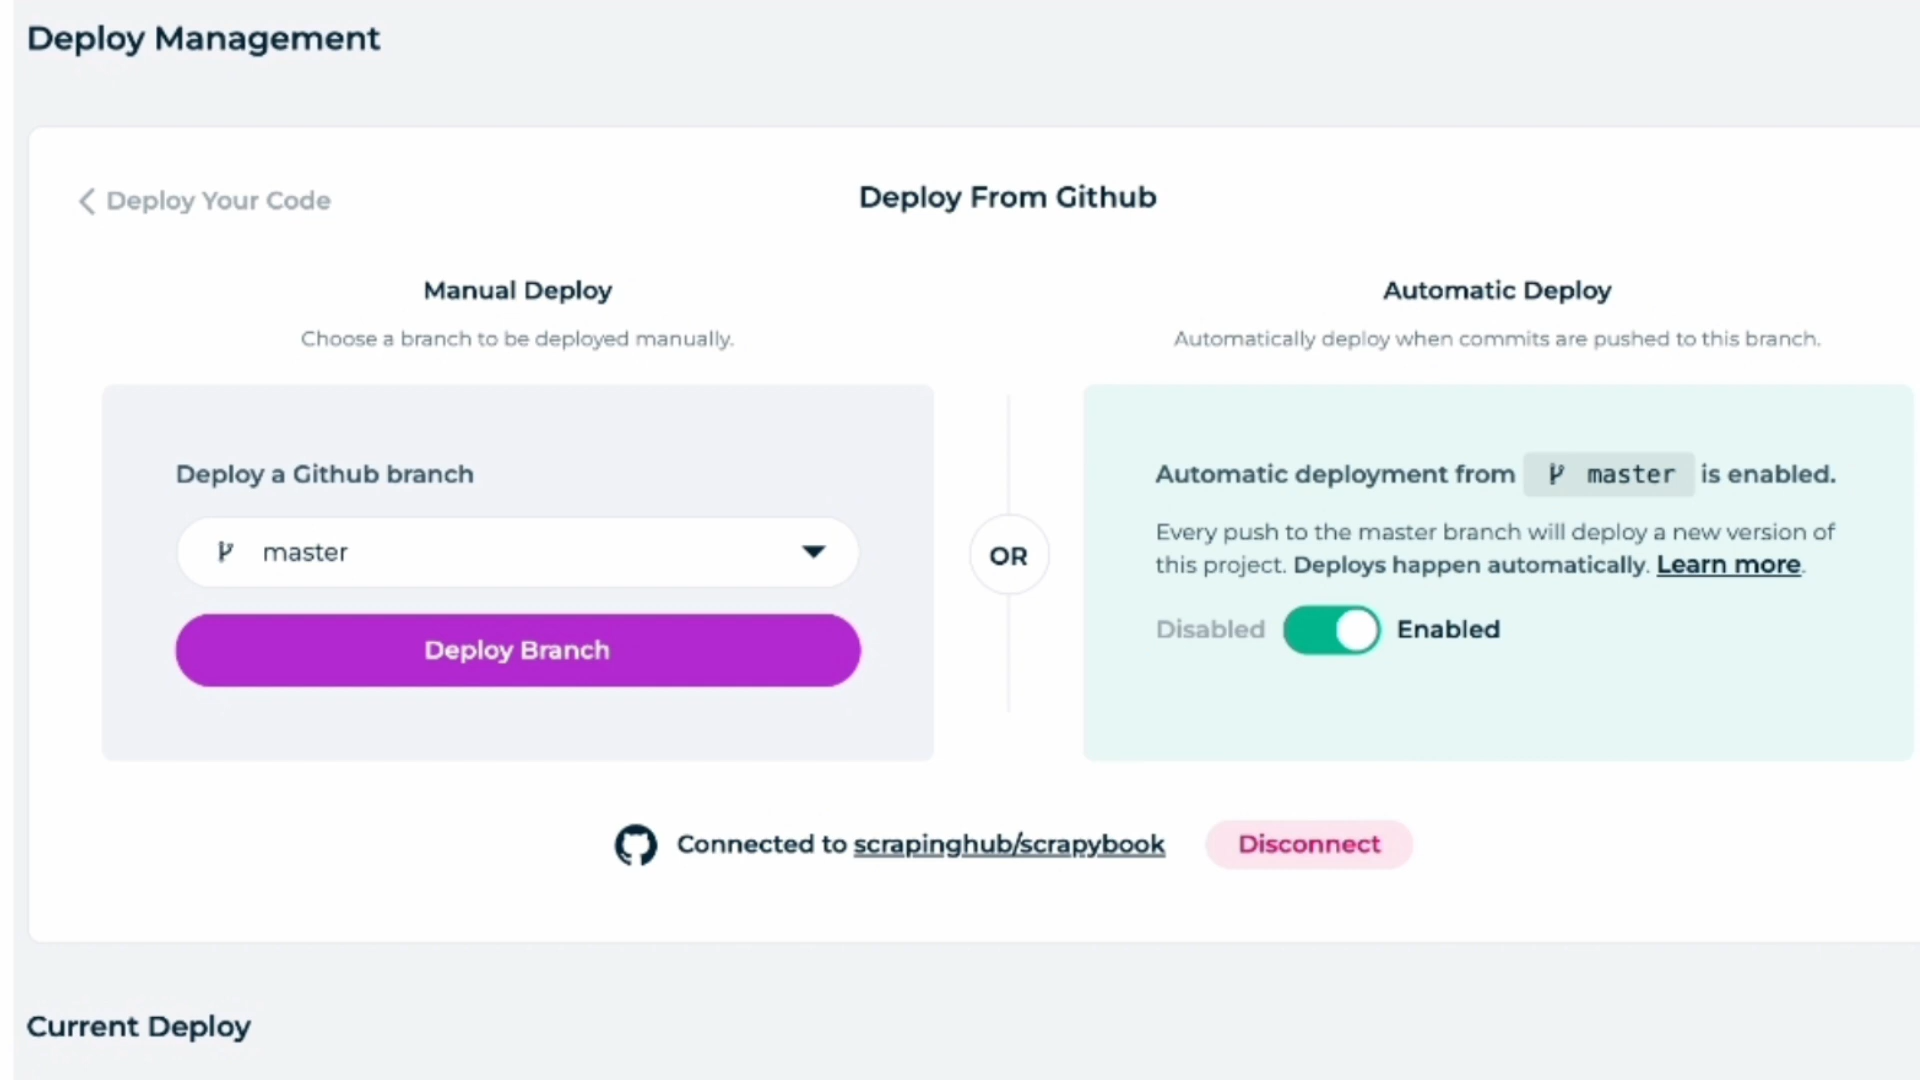 Deploy Management
Deploy Your Code
Deploy From Github
Manual Deploy
Choose a branch to be deployed manually.
Deploy a Github branch
master
Deploy Branch
OR
Automatic Deploy
Automatically deploy when commits are pushed to this branch.
Automatic deployment from master is enabled.
Every push to the master branch will deploy a new version of
this project. Deploys happen automatically. Learn more.
Disabled Enabled
Connected to scrapinghub/scrapybook Disconnect
Current Deploy